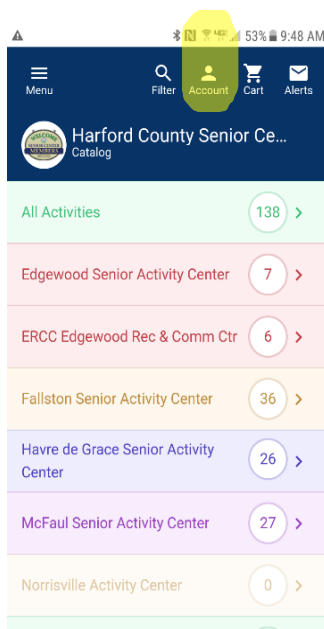 53% 9:48 AM
Menu
Filter
Account
Cart
Alerts
Harford County Senior Ce...
Catalog
All Activities 138
Edgewood Senior Activity Center 7
ERCC Edgewood Rec & Comm Ctr 6
Fallston Senior Activity Center 36
Havre de Grace Senior Activity
Center 26
McFaul Senior Activity Center 27
Norrisville Activity Center 0